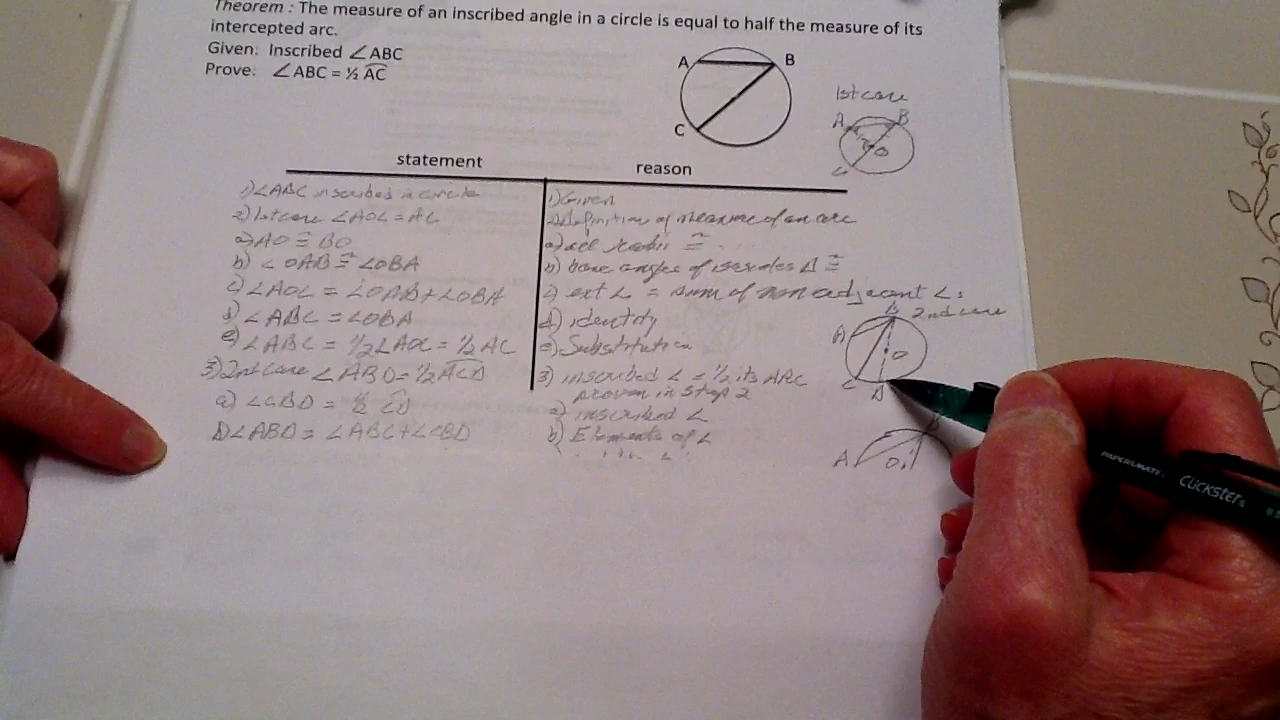 Theorem : The measure of an inscribed angle in a circle is equal to half the measure of its
intercepted arc.
Given: Inscribed ∠ABC
Prove: ∠ABC = ½ AC
A B
C
1st case
A B
O
C
statement reason
1) ∠ABC inscribed in circle
1) Given
2) 1st case ∠AOC = AC
2) Definition of measure of an arc
a) AO ≅ BO
a) all radii ≅
b) ∠OAB ≅ ∠OBA
b) base angles of isosceles Δ ≅
c) ∠AOC = ∠OAB + ∠OBA
c) ext ∠ = sum of non adjacent ∠s
d) ∠ABC = ∠OBA
d) identity
e) ∠ABC = ½ ∠AOC = ½ AC
e) Substitution
3) 2nd case ∠ABD = ½ ACD
3) inscribed ∠ = ½ its ARC
proven in Step 2
a) ∠CBD = ½ CD
a) inscribed ∠
b) ∠ABD = ∠ABC + ∠CBD
b) Elements of ∠
B 2nd case
A
O
C D
B
A O
PAPERMATE CLICKSTER